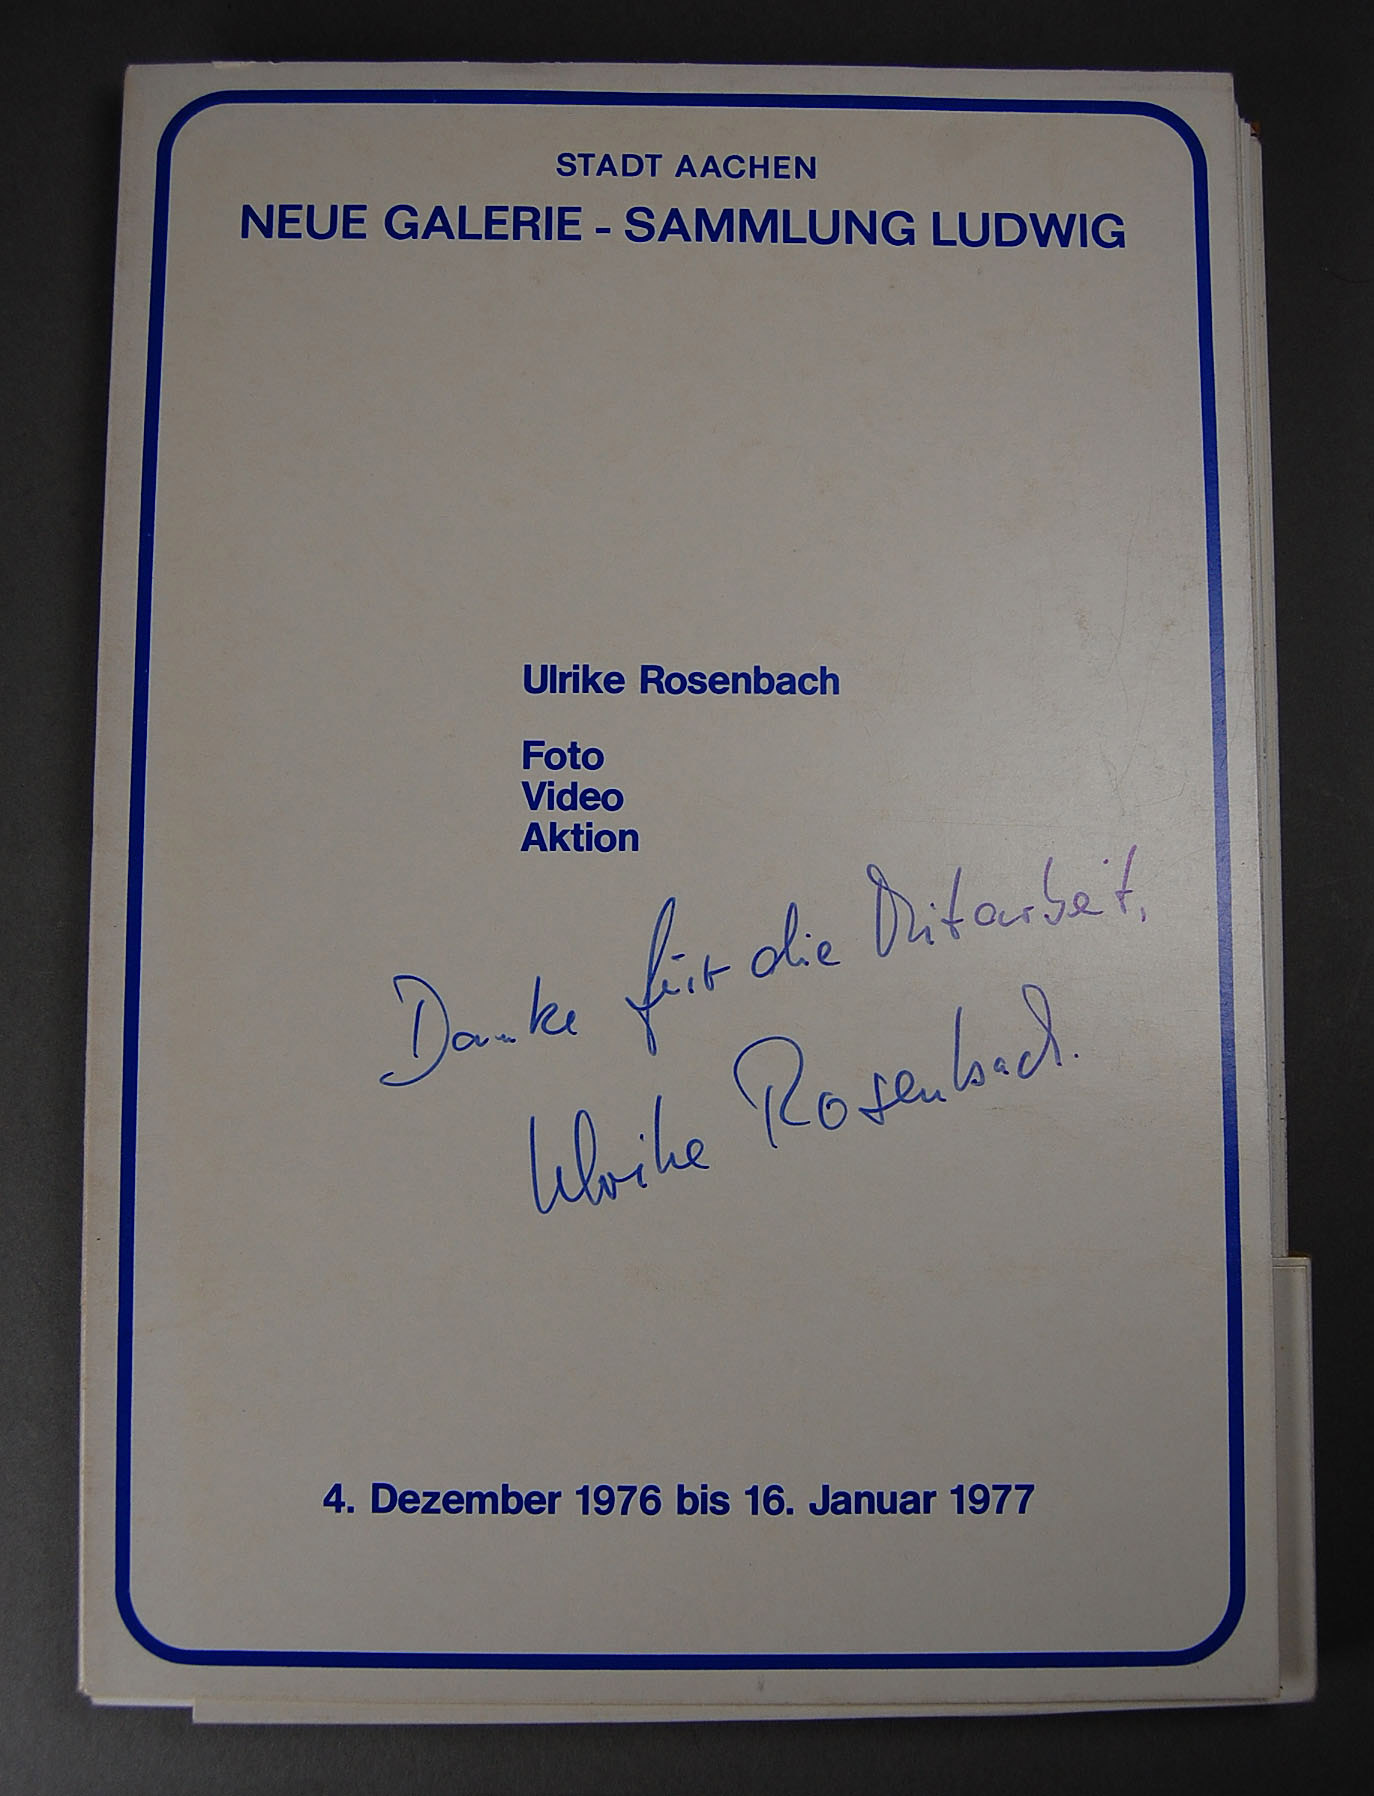 STADT AACHEN
NEUE GALERIE - SAMMLUNG LUDWIG
Ulrike Rosenbach
Foto
Video
Aktion
Danke für die Mitarbeit,
Ulrike Rosenbach.
4. Dezember 1976 bis 16. Januar 1977